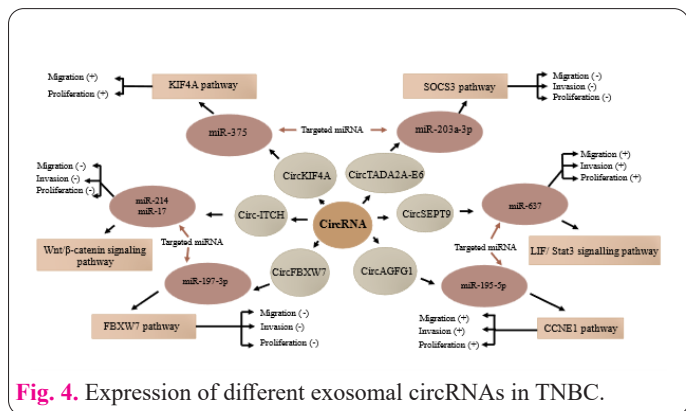 Migration (+)
Proliferation (+)
KIF4A pathway
SOCS3 pathway
Migration (-)
Invasion (-)
Proliferation (-)
miR-375
Targeted miRNA
miR-203a-3p
Migration (-)
Invasion (-)
Proliferation (-)
CircKIF4A
CircTADA2A-E6
Migration (+)
Invasion (+)
Proliferation (+)
miR-214
miR-17
Circ-ITCH
CircRNA
CircSEPT9
miR-637
Wnt/β-catenin signaling
pathway
Targeted miRNA
Targeted miRNA
LIF/ Stat3 signalling pathway
miR-197-3p
CircFBXW7
CircAGFG1
miR-195-5p
FBXW7 pathway
Migration (-)
Invasion (-)
Proliferation (-)
Migration (+)
Invasion (+)
Proliferation (+)
CCNE1 pathway
Fig. 4. Expression of different exosomal circRNAs in TNBC.